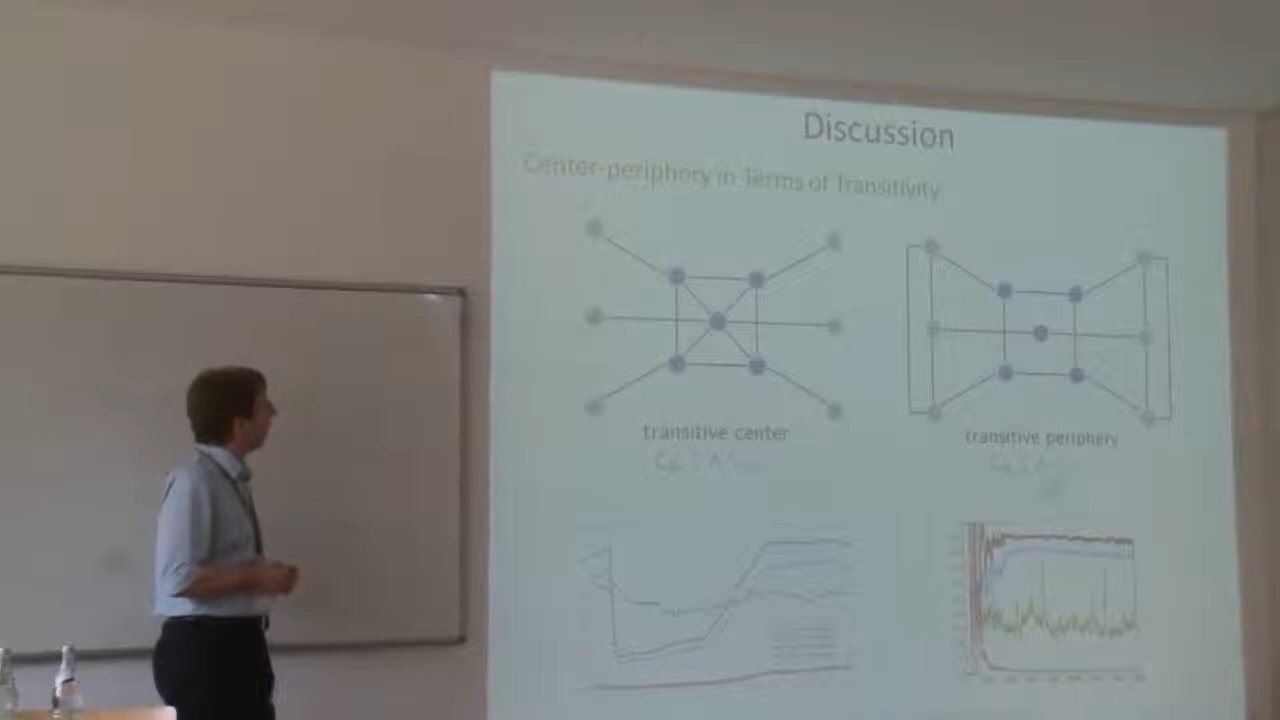 Discussion
Center-periphery in Terms of Transitivity
transitive center
transitive periphery